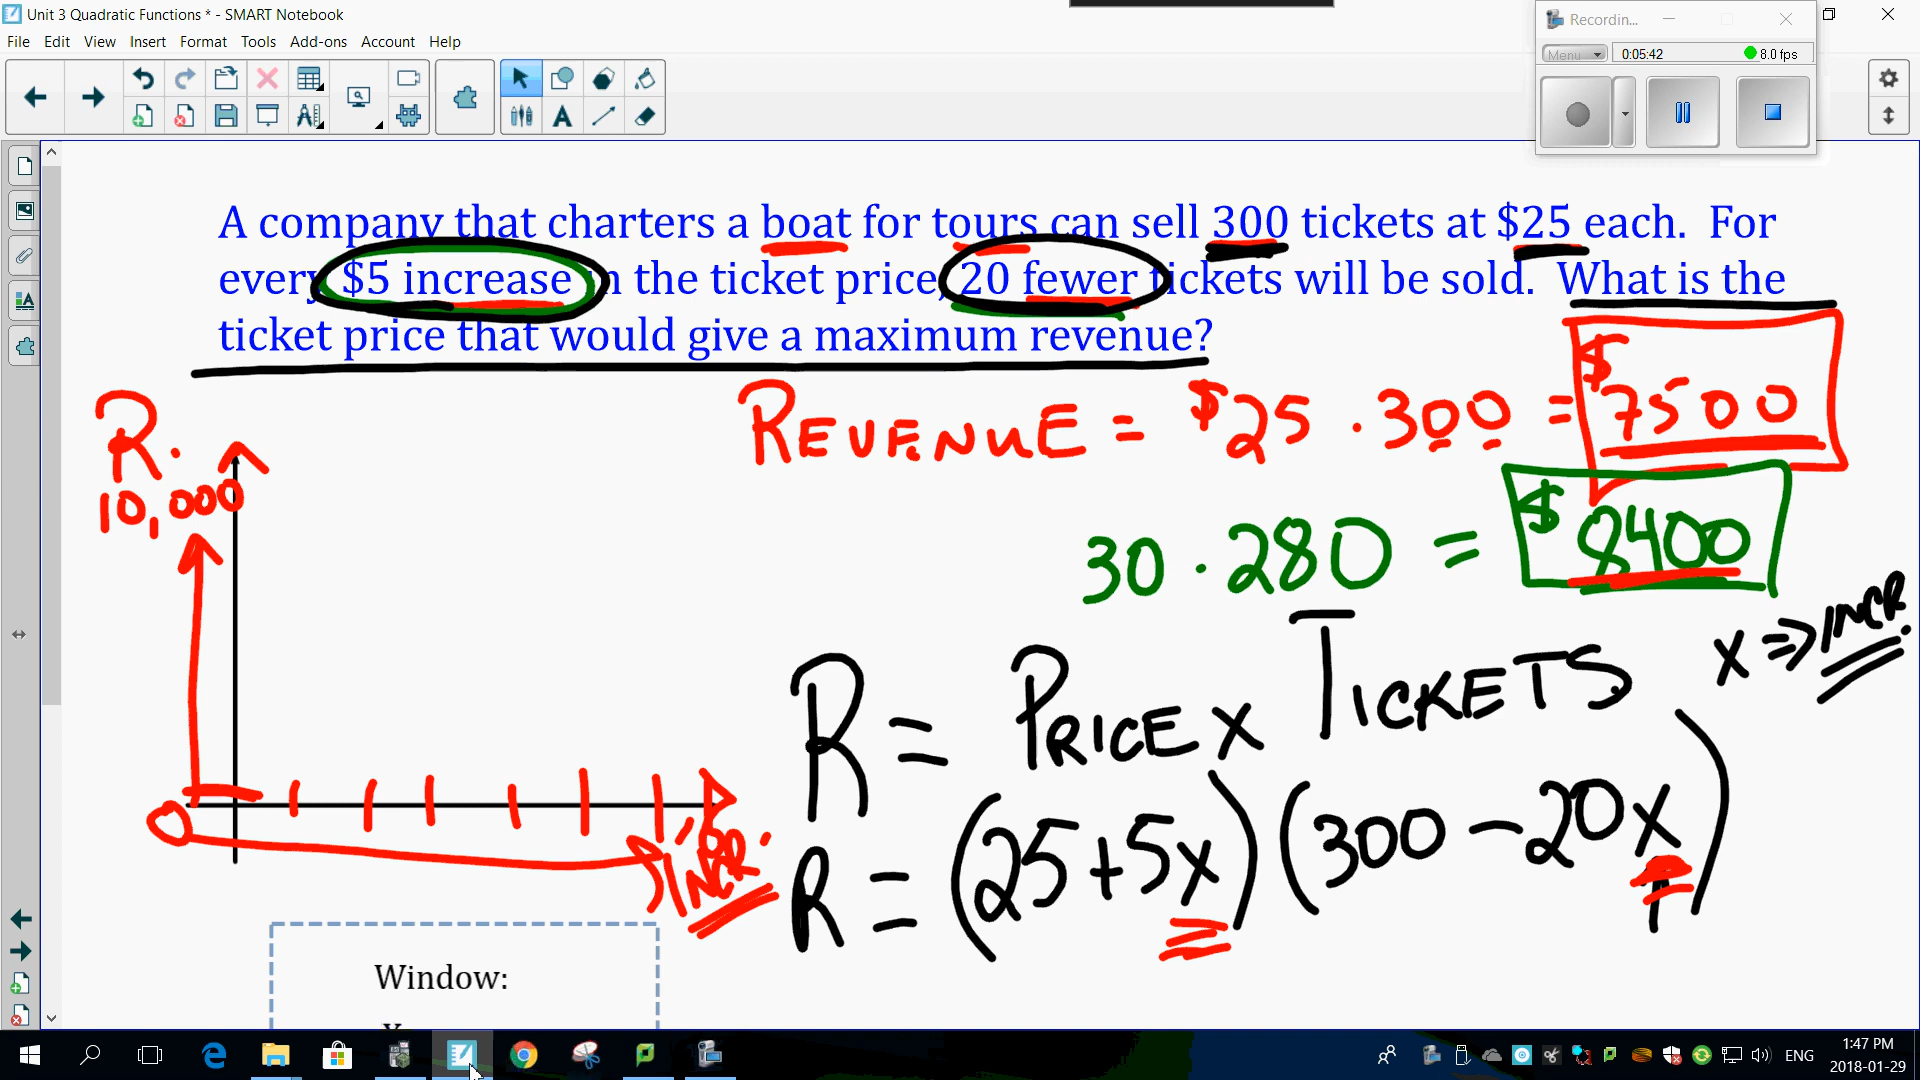 Unit 3 Quadratic Functions * - SMART Notebook
File Edit View Insert Format Tools Add-ons Account Help
Recordin...
Menu 0:05:42 8.0 fps
A company that charters a boat for tours can sell 300 tickets at $25 each. For
every $5 increase in the ticket price, 20 fewer tickets will be sold. What is the
ticket price that would give a maximum revenue?
REVENUE = $25 · 300 = $7500
R.
10,000
30 · 280 = $8400
x ⇒ INCR.
R = PRICE x TICKETS
R = (25+5x)(300-20x)
0
INCR.
Window:
1:47 PM
ENG
2018-01-29